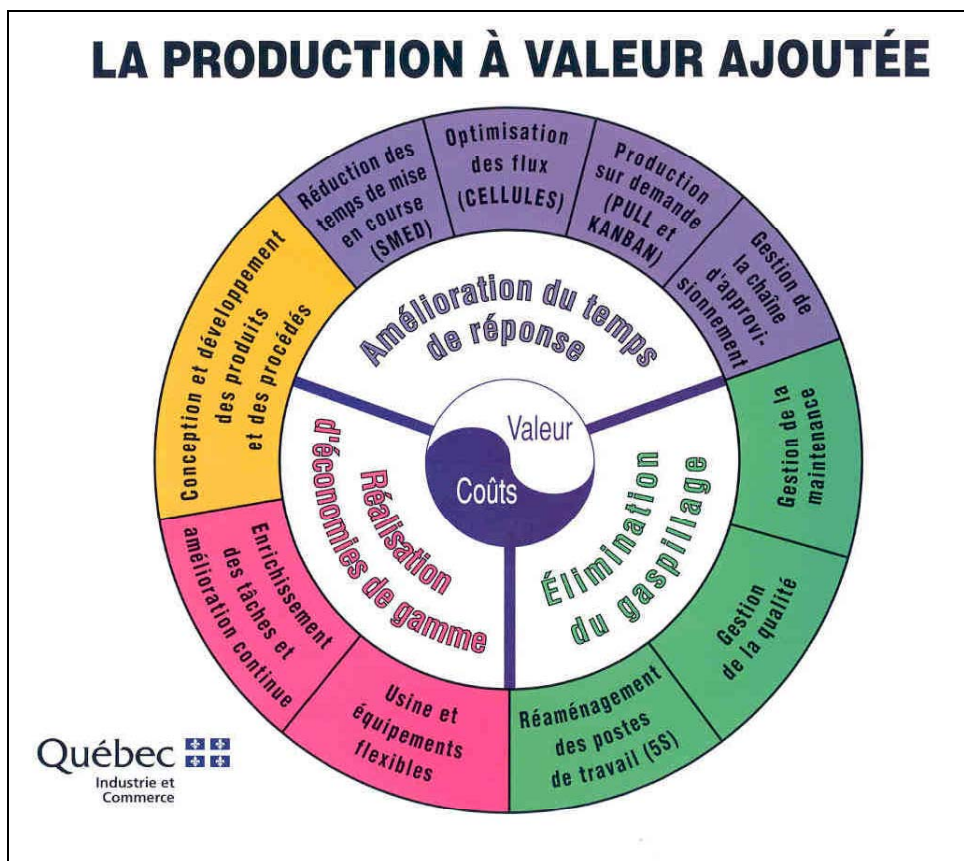 LA PRODUCTION À VALEUR AJOUTÉE
Réduction des
temps de mise
en course
(SMED)
Optimisation
des flux
(CELLULES)
Production
sur demande
(PULL et
KANBAN)
Gestion de
la chaîne
d'approvi-
sionnement
Gestion de la
maintenance
Gestion
de la qualité
Réaménagement
des postes
de travail (5S)
Usine et
équipements
flexibles
Enrichissement
des tâches et
amélioration continue
Conception et développement
des produits
et des procédés
Amélioration du temps
de réponse
Élimination
du gaspillage
Réalisation
d'économies de gamme
Valeur
Coûts
Québec
Industrie et
Commerce